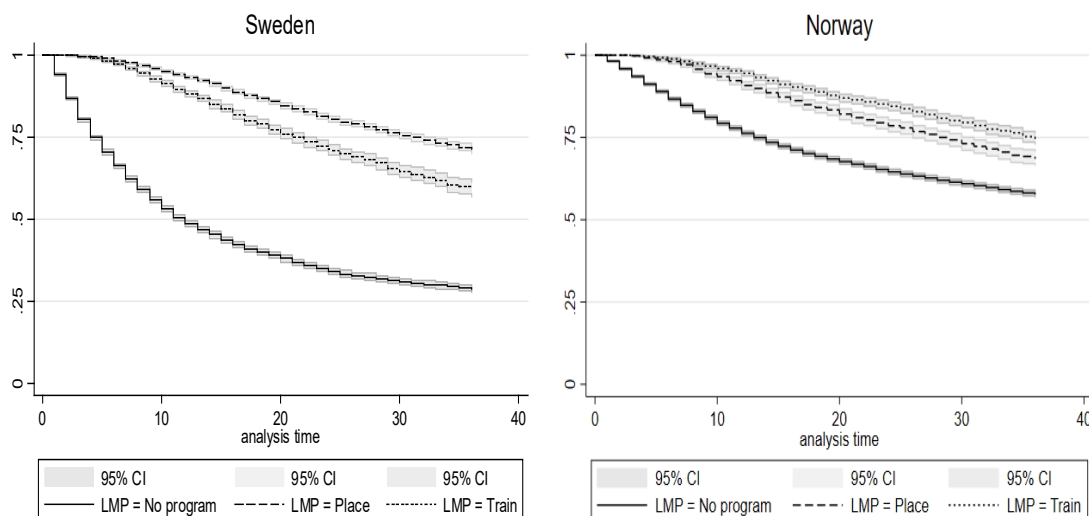 Sweden
1
.75
.5
.25
0
0 10 20 30 40
analysis time
95% CI 95% CI 95% CI
LMP = No program LMP = Place LMP = Train
Norway
1
.75
.5
.25
0
0 10 20 30 40
analysis time
95% CI 95% CI 95% CI
LMP = No program LMP = Place LMP = Train